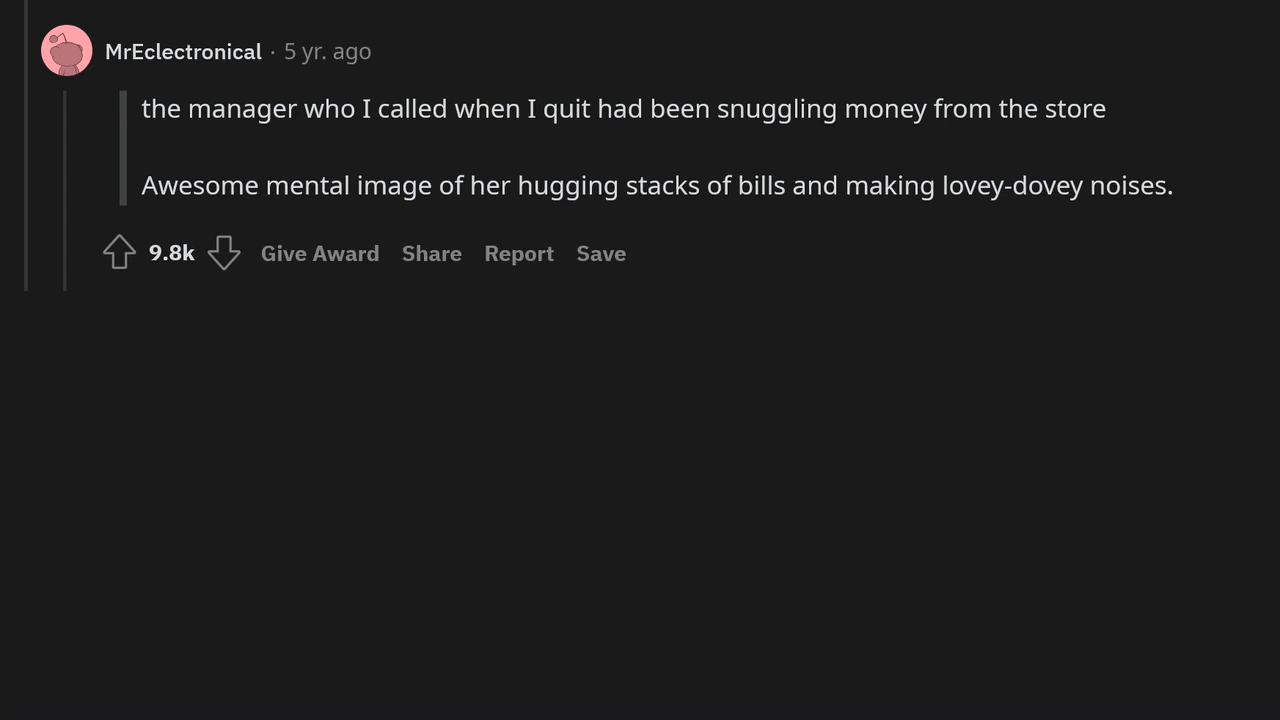 MrEclectronical · 5 yr. ago
the manager who I called when I quit had been snuggling money from the store
Awesome mental image of her hugging stacks of bills and making lovey-dovey noises.
9.8k Give Award Share Report Save